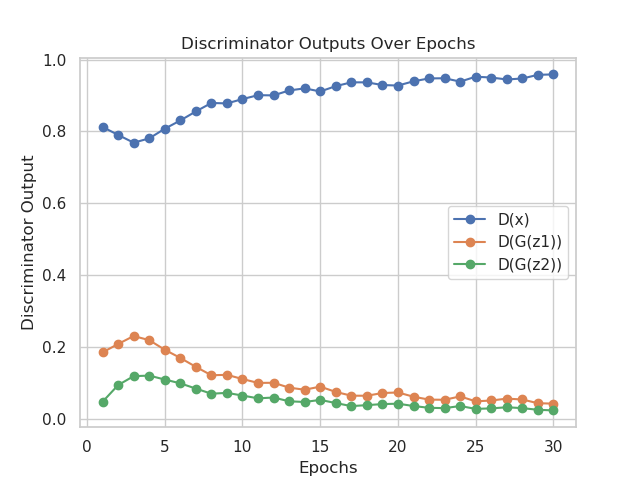 Discriminator Outputs Over Epochs
1.0
0.8
0.6
0.4
0.2
0.0
Discriminator Output
D(x)
D(G(z1))
D(G(z2))
0
5
10
15
20
25
30
Epochs